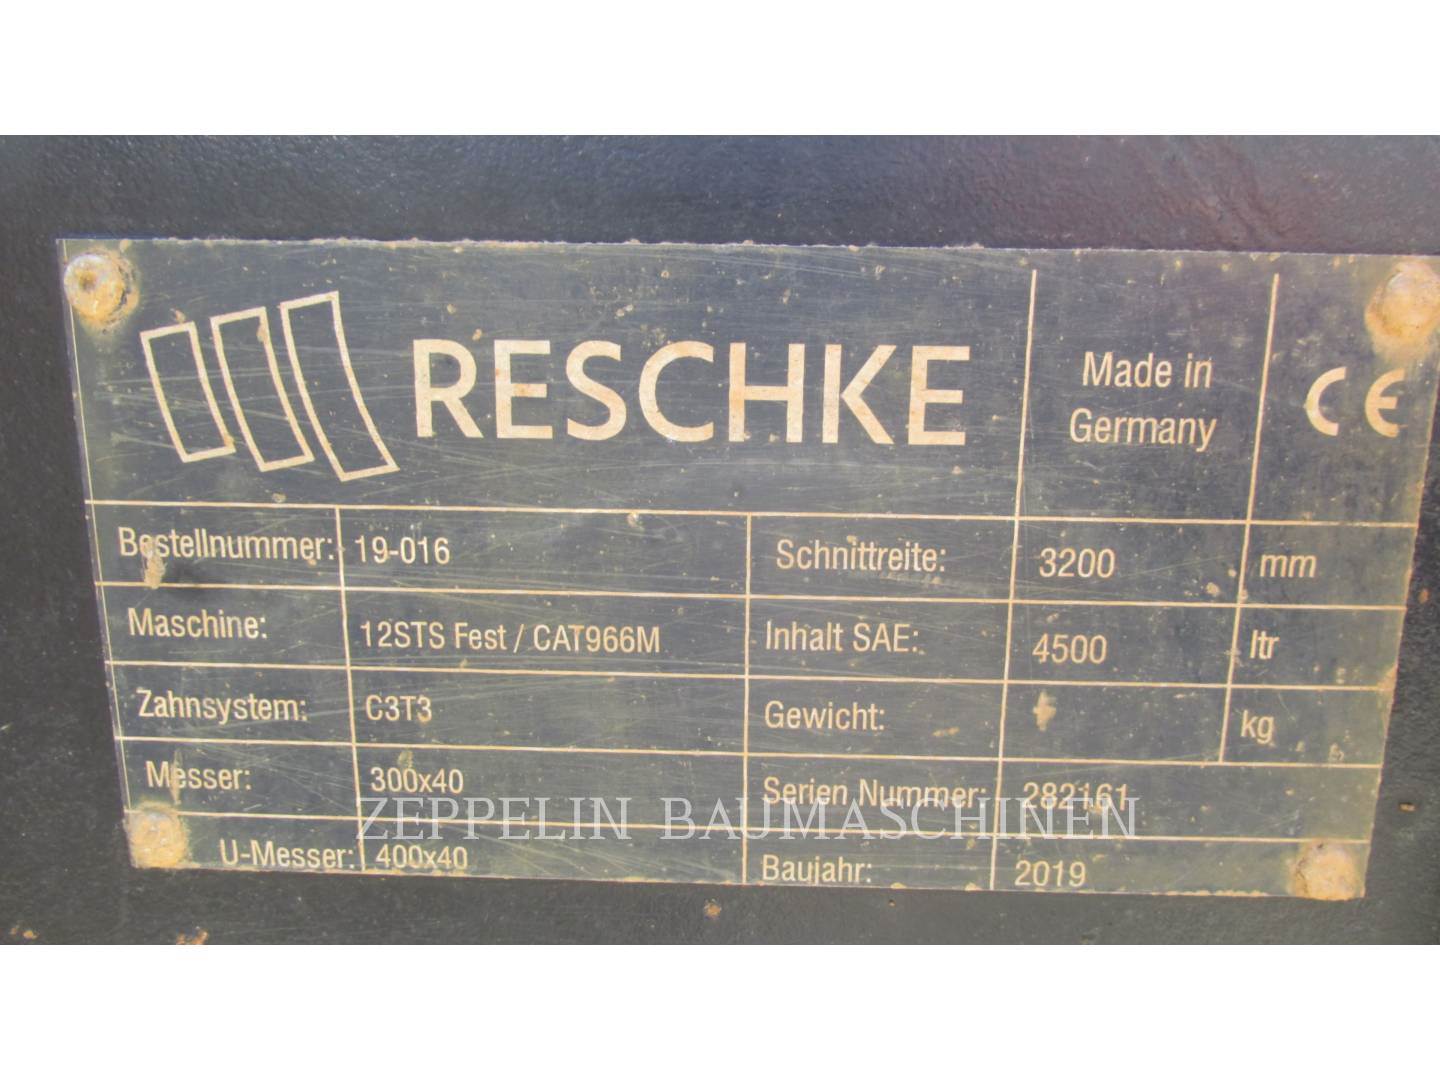 RESCHKE
Made in
Germany
CE
Bestellnummer: 19-016 Schnittreite: 3200 mm
Maschine: 12STS Fest / CAT966M Inhalt SAE: 4500 ltr
Zahnsystem: C3T3 Gewicht: kg
Messer: 300x40 Serien Nummer: 282161
ZEPPELIN BAUMASCHINEN
U-Messer: 400x40 Baujahr: 2019